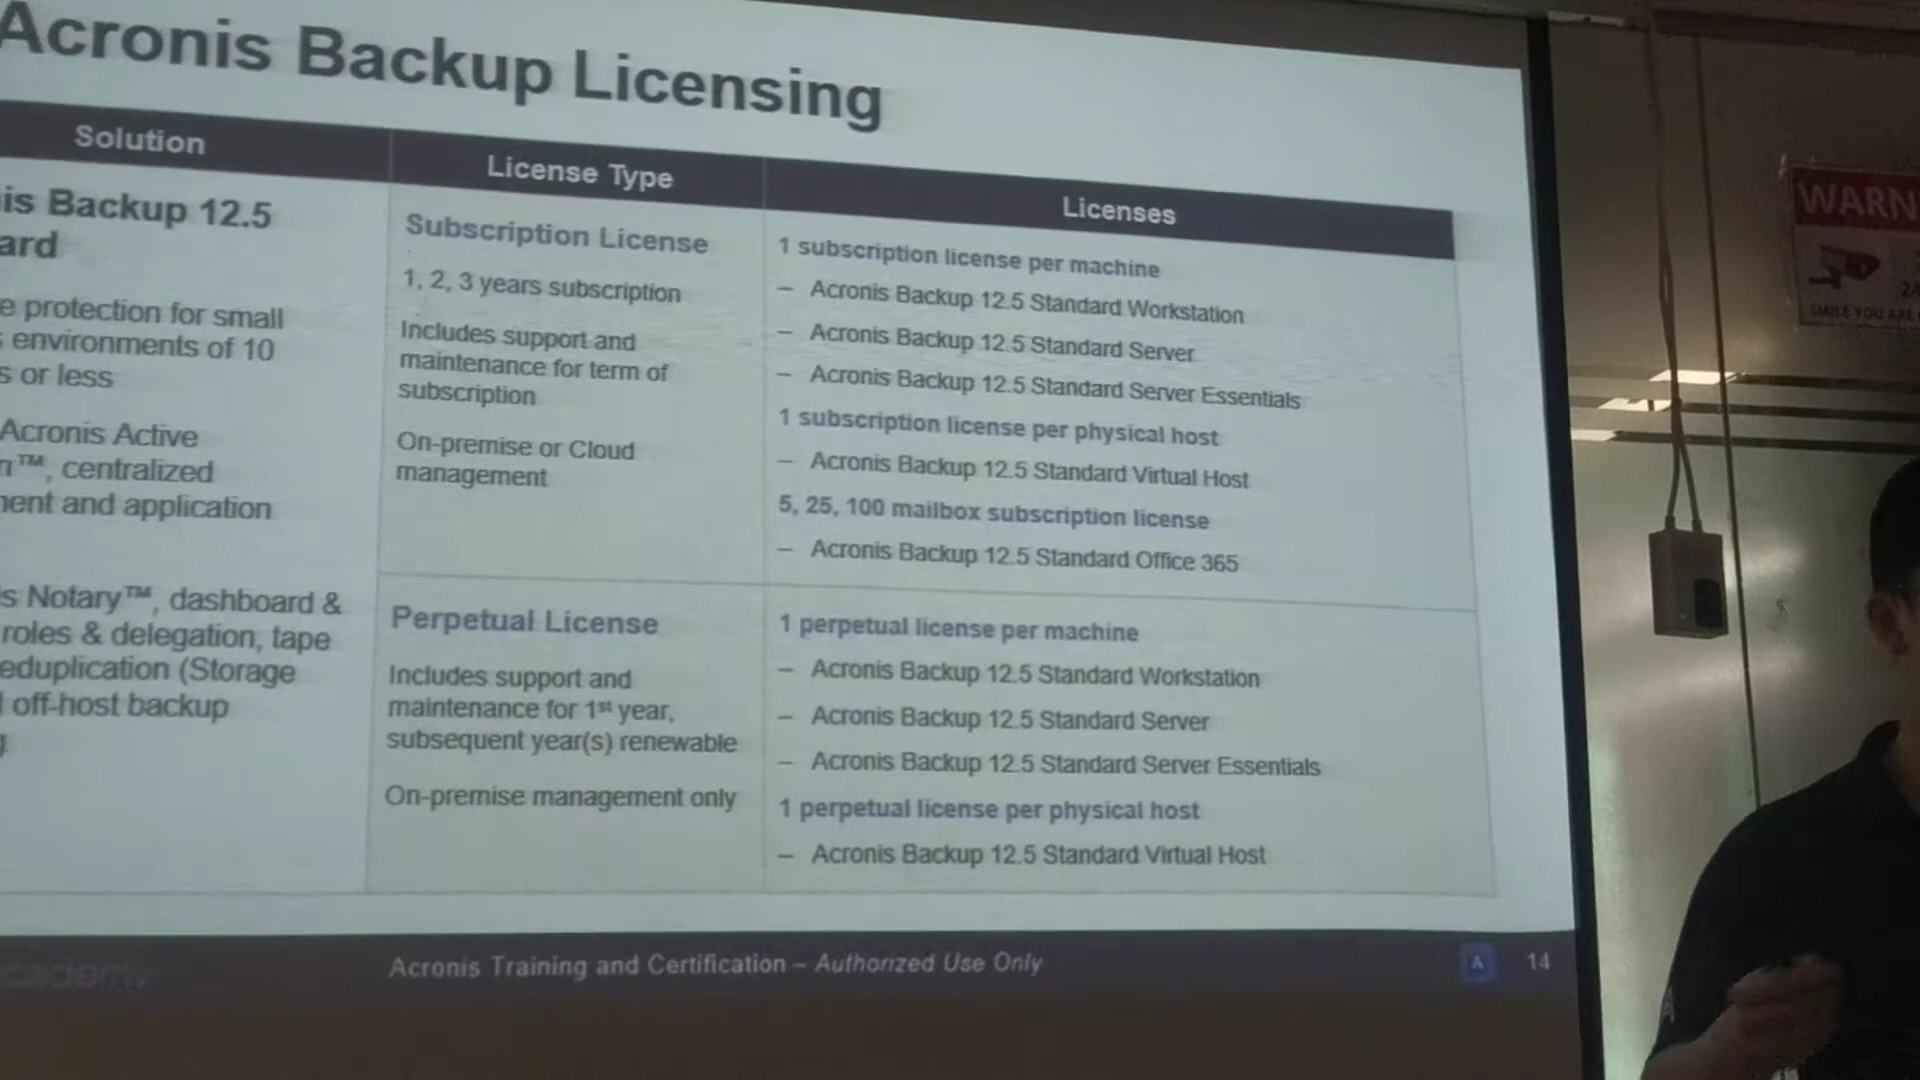 Acronis Backup Licensing
Solution
License Type
Licenses
is Backup 12.5
ard
e protection for small
environments of 10
s or less
Acronis Active
n™, centralized
ent and application
s Notary™, dashboard &
roles & delegation, tape
eduplication (Storage
off-host backup
g
Subscription License
1, 2, 3 years subscription
Includes support and
maintenance for term of
subscription
On-premise or Cloud
management
1 subscription license per machine
– Acronis Backup 12.5 Standard Workstation
– Acronis Backup 12.5 Standard Server
– Acronis Backup 12.5 Standard Server Essentials
1 subscription license per physical host
– Acronis Backup 12.5 Standard Virtual Host
5, 25, 100 mailbox subscription license
– Acronis Backup 12.5 Standard Office 365
Perpetual License
Includes support and
maintenance for 1st year,
subsequent year(s) renewable
On-premise management only
1 perpetual license per machine
– Acronis Backup 12.5 Standard Workstation
– Acronis Backup 12.5 Standard Server
– Acronis Backup 12.5 Standard Server Essentials
1 perpetual license per physical host
– Acronis Backup 12.5 Standard Virtual Host
cademy
Acronis Training and Certification – Authorized Use Only
A
14
WARN
24
SMILE YOU ARE